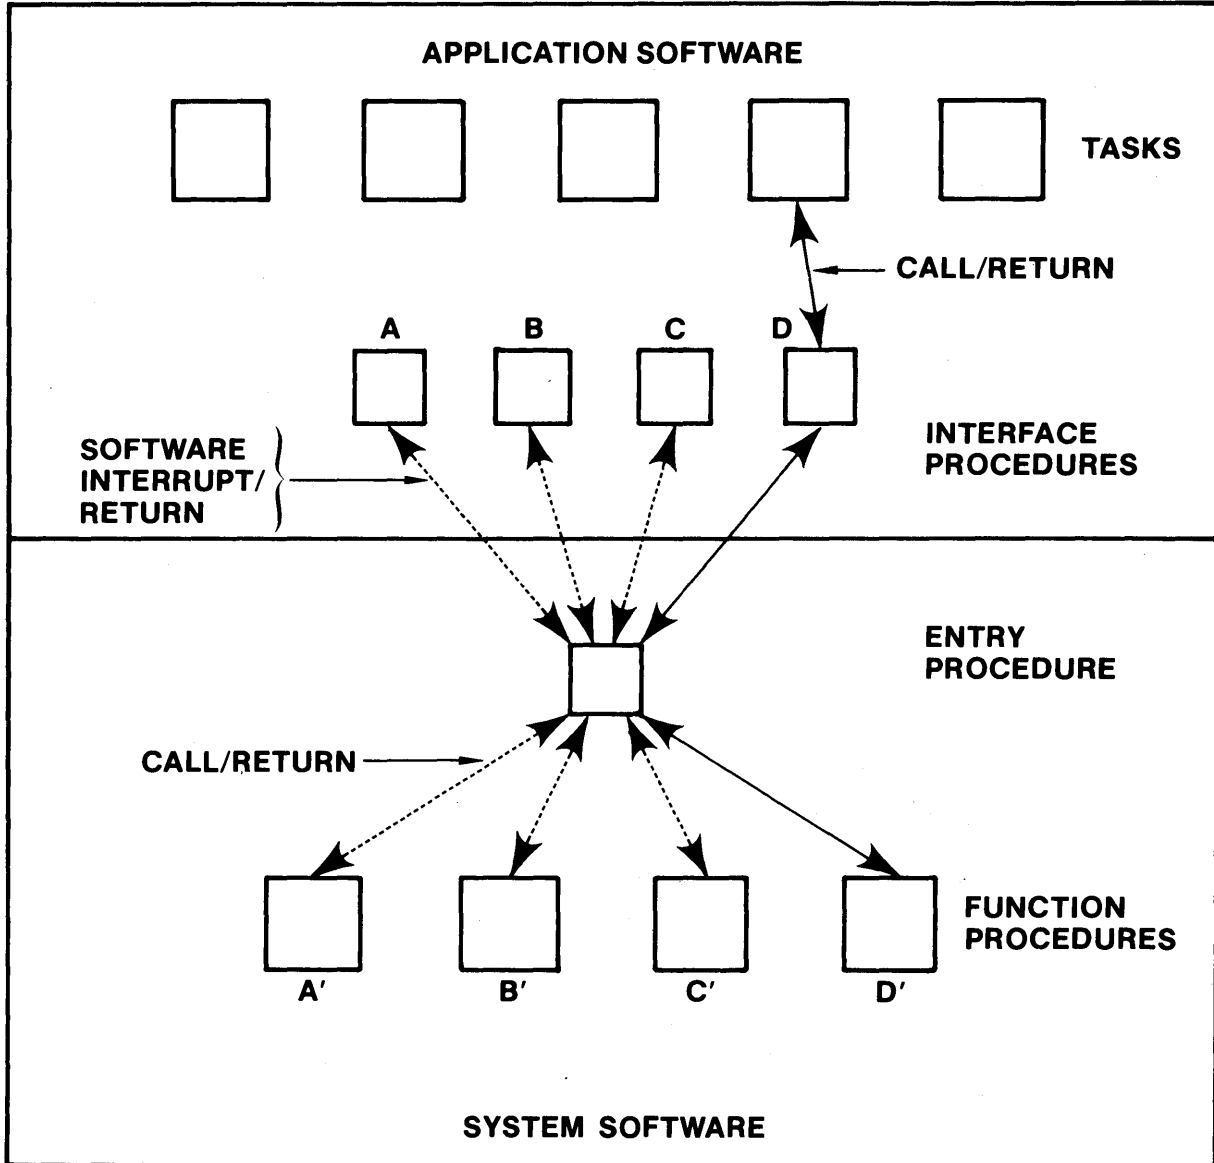 APPLICATION SOFTWARE
TASKS
CALL/RETURN
A
B
C
D
SOFTWARE
INTERRUPT/
RETURN
INTERFACE
PROCEDURES
ENTRY
PROCEDURE
CALL/RETURN
FUNCTION
PROCEDURES
A′
B′
C′
D′
SYSTEM SOFTWARE